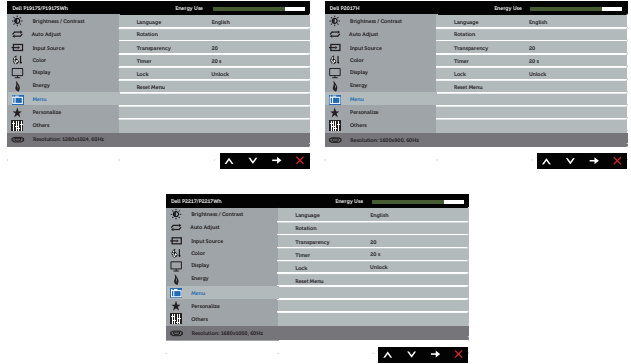 Dell P1917S/P1917SWh Energy Use
Brightness / Contrast Language English
Auto Adjust Rotation
Input Source Transparency 20
Color Timer 20 s
Display Lock Unlock
Energy Reset Menu
Menu
Personalize
Others
Resolution: 1280x1024, 60Hz
Dell P2017H Energy Use
Brightness / Contrast Language English
Auto Adjust Rotation
Input Source Transparency 20
Color Timer 20 s
Display Lock Unlock
Energy Reset Menu
Menu
Personalize
Others
Resolution: 1600x900, 60Hz
Dell P2217/P2217Wh Energy Use
Brightness / Contrast Language English
Auto Adjust Rotation
Input Source Transparency 20
Color Timer 20 s
Display Lock Unlock
Energy Reset Menu
Menu
Personalize
Others
Resolution: 1680x1050, 60Hz